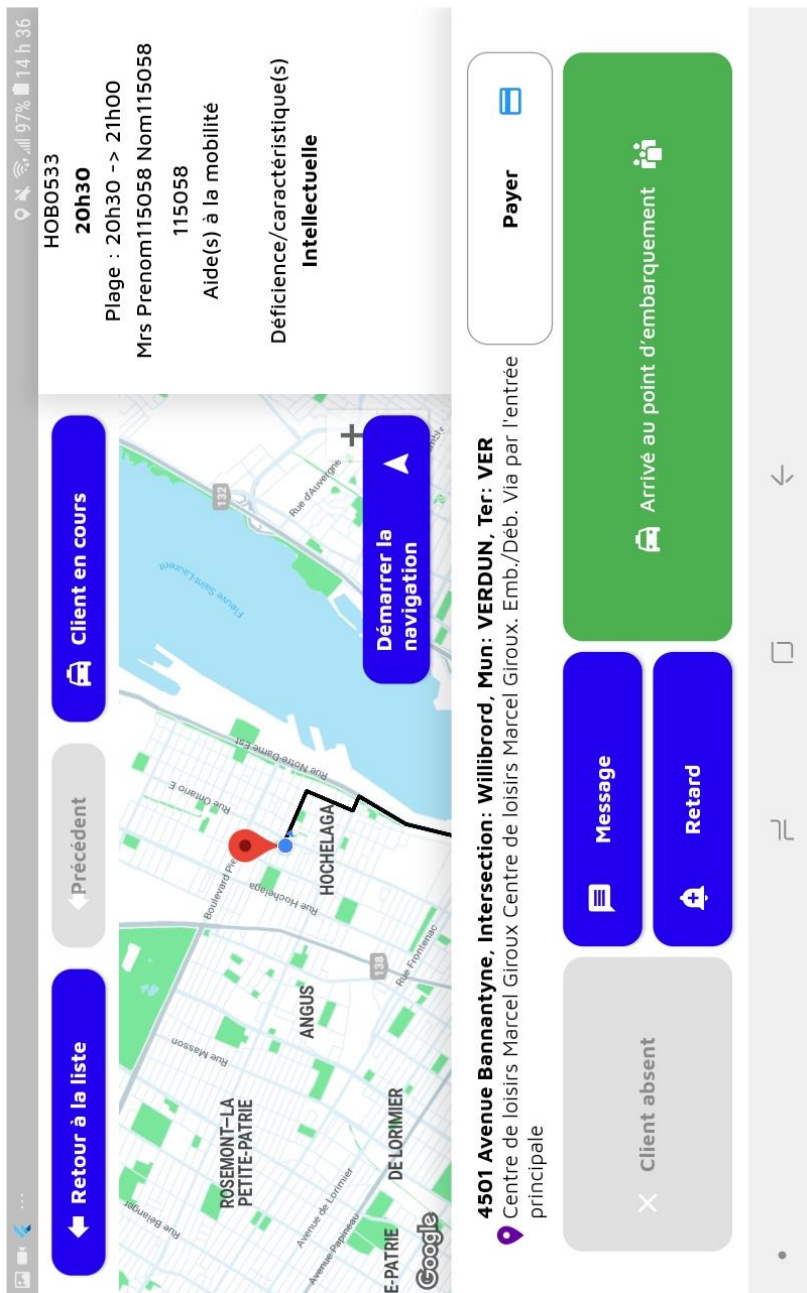 97% 14 h 36
Retour à la liste
Précédent
Client en cours
HOB0533
20h30
Plage : 20h30 -> 21h00
Mrs Prenom115058 Nom115058
115058
Aide(s) à la mobilité
Déficience/caractéristique(s)
Intellectuelle
Rue Bélanger
Rue Masson
Boulevard Pie
Rue Ontario E
Rue Notre Dame Est
Fleuve Saint-Laurent
132
Rue d'Auvergne
ROSEMONT–LA
PETITE-PATRIE
ANGUS
Rue Hochelaga
HOCHELAGA
138
Rue Frontenac
Avenue de Lorimier
Avenue Papineau
DE LORIMIER
E-PATRIE
Google
+
Démarrer la
navigation
4501 Avenue Bannantyne, Intersection: Willibrord, Mun: VERDUN, Ter: VER
Centre de loisirs Marcel Giroux Centre de loisirs Marcel Giroux. Emb./Déb. Via par l'entrée
principale
Payer
Client absent
Message
Retard
Arrivé au point d'embarquement